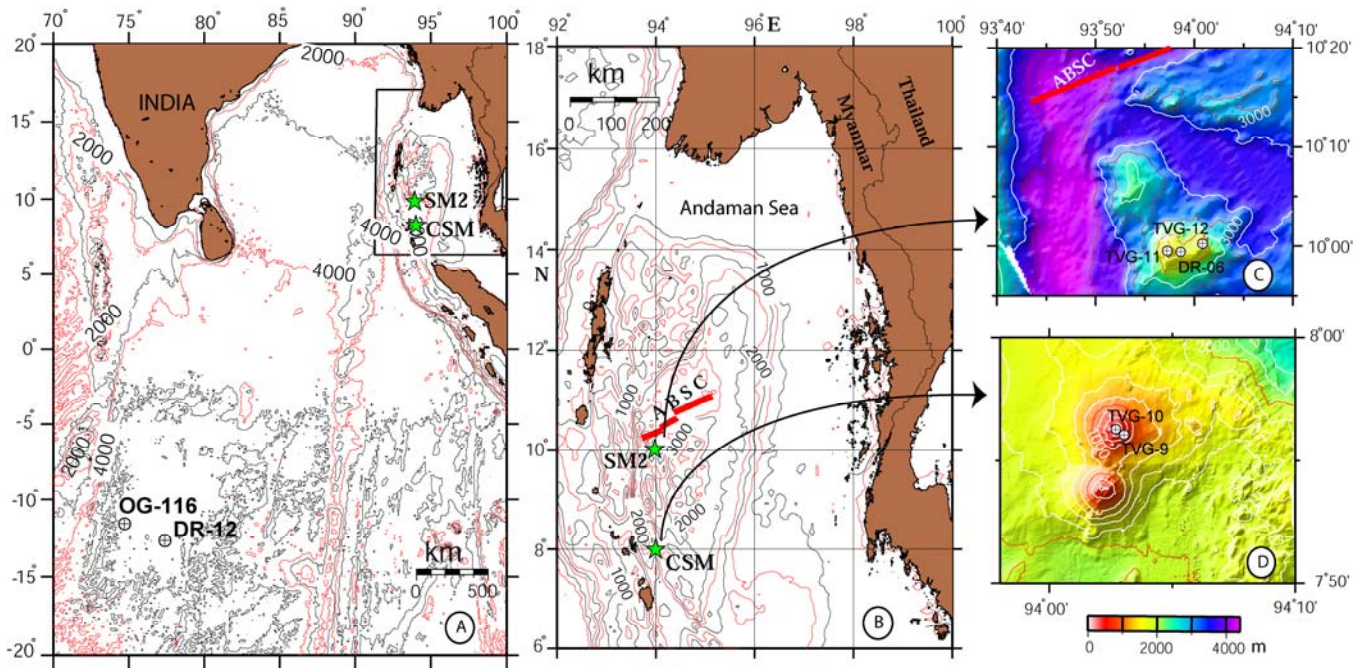 70 75 80 85 90 95 100
20°
15°
10°
5°
0°
-5°
-10°
-15°
-20°
INDIA
2000
2000
2000
2000
4000
4000
4000
SM2
CSM
OG-116
DR-12
km
0 500
A
92 94 96 E 98 100
18°
16°
14°
N
12°
10°
8°
6°
km
0 100 200
Myanmar
Thailand
Andaman Sea
1000
1000
2000
ABSC
3000
SM2
2000
2000
CSM
1000
B
93°40' 93°50' 94°00' 94°10'
10°20'
10°10'
10°00'
ABSC
3000
3000
TVG-12
TVG-11
DR-06
C
8°00'
7°50'
TVG-10
TVG-9
D
94°00' 94°10'
0 2000 4000 m